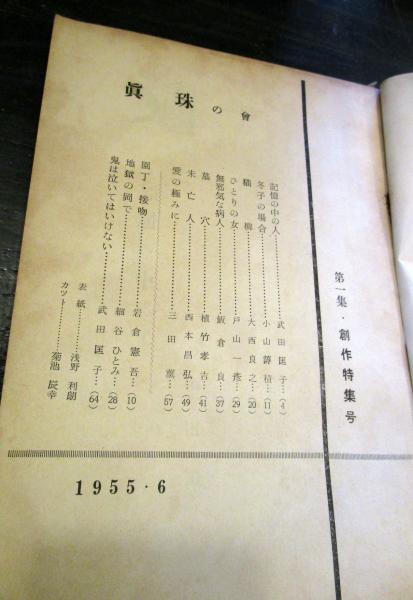 眞珠の會
第一集・創作特集号
記憶の中の人……………武田匡子…(4)
冬子の場合……………小山…(11)
猫柳……………大西良之…(20)
ひとりの女……………戸山一彦…(29)
無邪気な病人……………飯倉良…(37)
墓穴……………植竹孝吉…(41)
未亡人……………西本昌弘…(49)
愛の極みに……………三田薫…(57)
園丁・接吻……………岩倉憲吾…(10)
地獄の岡で……………細谷ひとみ…(28)
鬼は泣いてはいけない……………武田匡子…(64)
表紙……………浅野利朗
カット……………菊池辰幸
1955・6